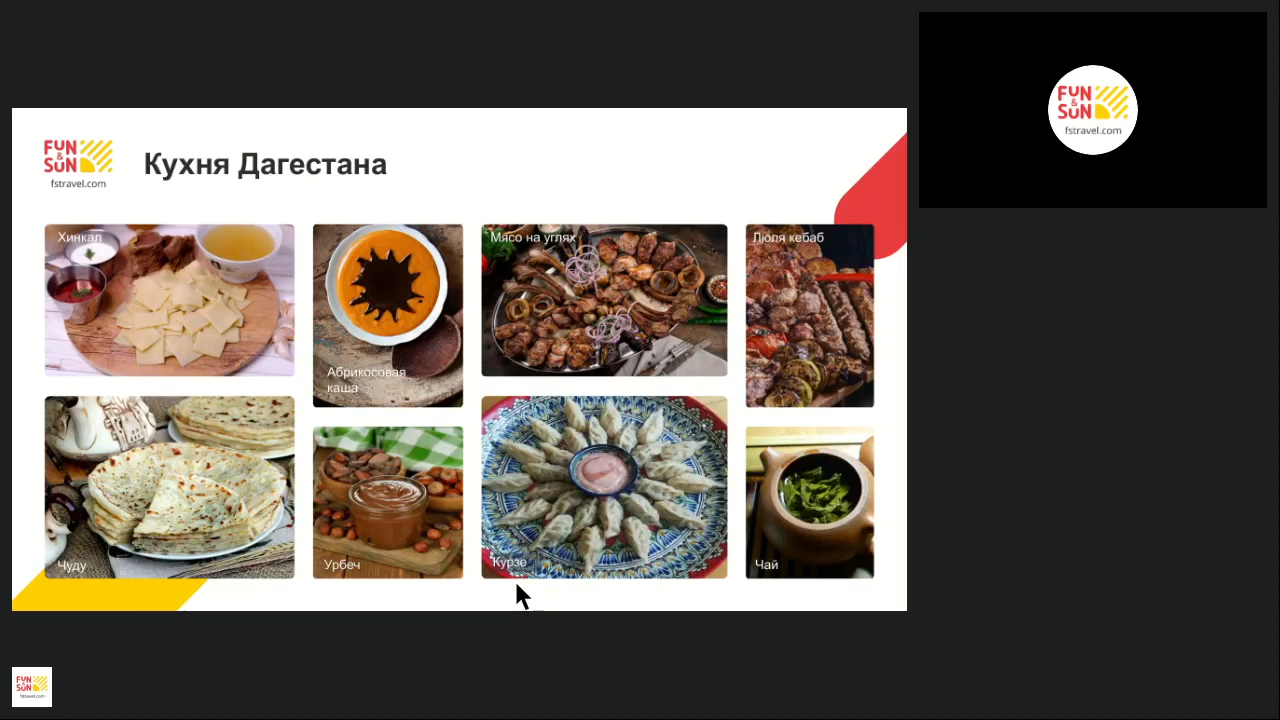 FUN
&
SUN
fstravel.com
Кухня Дагестана
Хинкал
Абрикосовая
каша
Мясо на углях
Люля кебаб
Чуду
Урбеч
Курзе
Чай
FUN
&
SUN
fstravel.com
FUN
&
SUN
fstravel.com